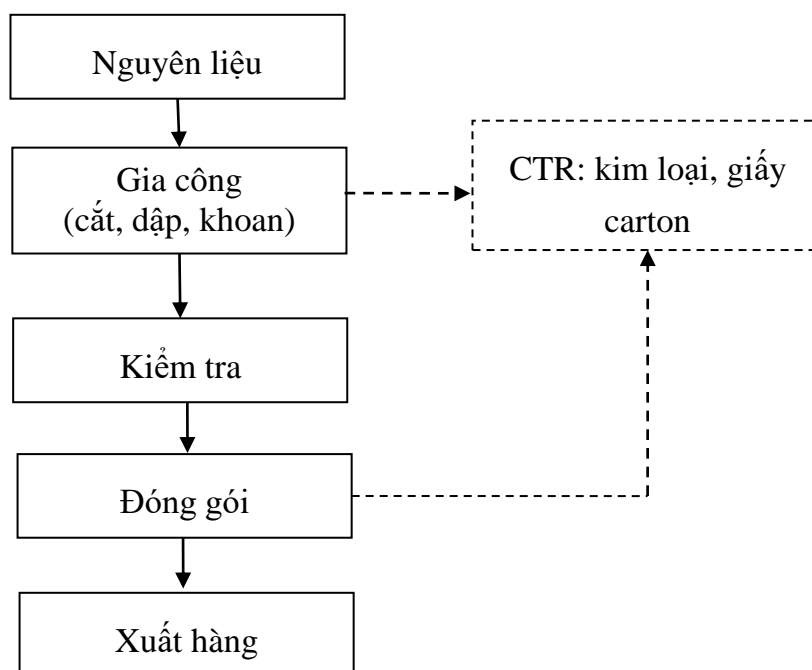 Nguyên liệu
Gia công
(cắt, dập, khoan)
CTR: kim loại, giấy
carton
Kiểm tra
Đóng gói
Xuất hàng